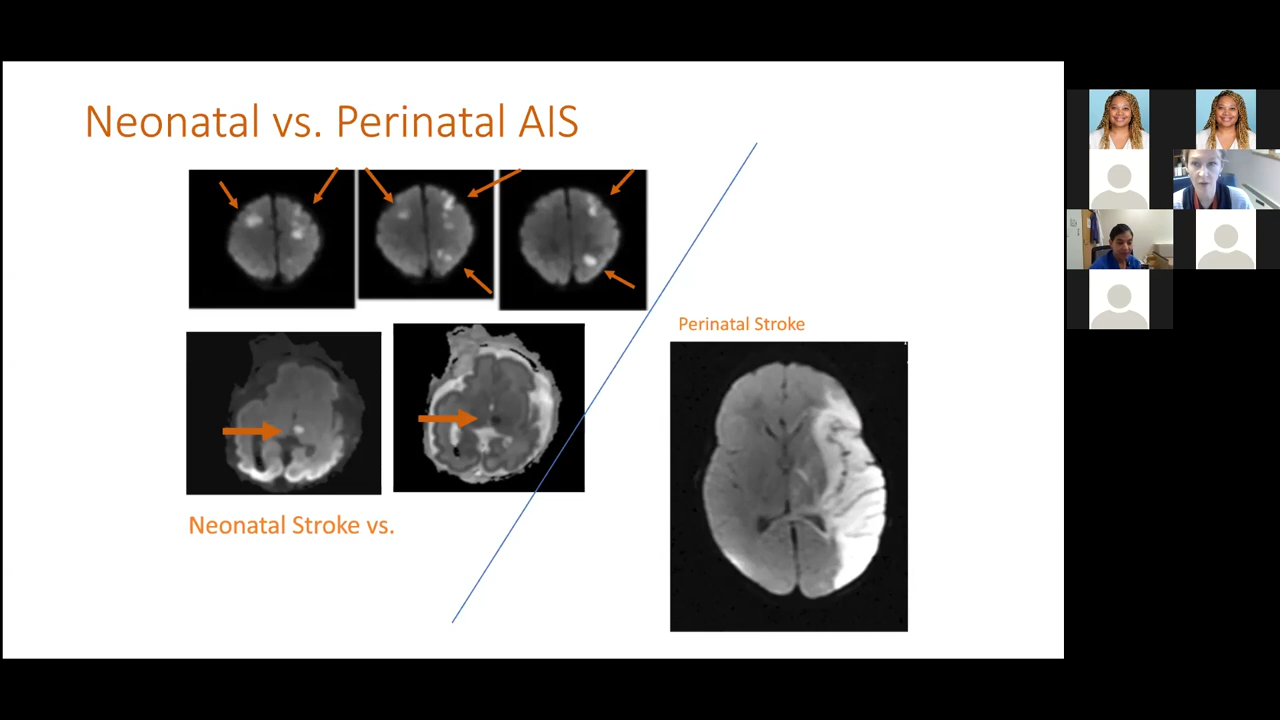 Neonatal vs. Perinatal AIS
Perinatal Stroke
Neonatal Stroke vs.